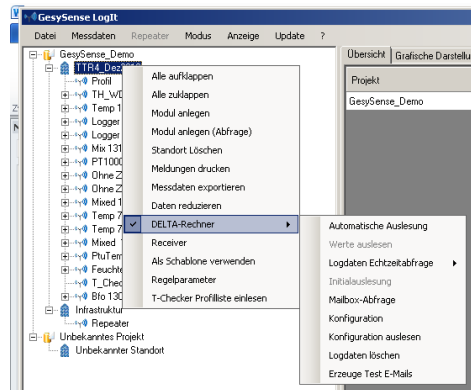 GesySense LogIt
Datei Messdaten Repeater Modus Anzeige Update ?
GesySense_Demo
Übersicht Grafische Darstellu
Profil
TH_WD
Temp 1
Logger
Logger
Mix 131
PT1000
Ohne Z
Ohne Z
Mixed 1
Temp 7
Temp 7
Mixed
PtuTem
Feuchte
T_Chec
Bfo 130
Infrastruktur
Repeater
Unbekanntes Projekt
Unbekannter Standort
Projekt
GesySense_Demo
Alle aufklappen
Alle zuklappen
Modul anlegen
Modul anlegen (Abfrage)
Standort Löschen
Meldungen drucken
Messdaten exportieren
Daten reduzieren
DELTA-Rechner
Receiver
Als Schablone verwenden
Regelparameter
T-Checker Profilliste einlesen
Automatische Auslesung
Werte auslesen
Logdaten Echtzeitabfrage
Initialauslesung
Mailbox-Abfrage
Konfiguration
Konfiguration auslesen
Logdaten löschen
Erzeuge Test E-Mails